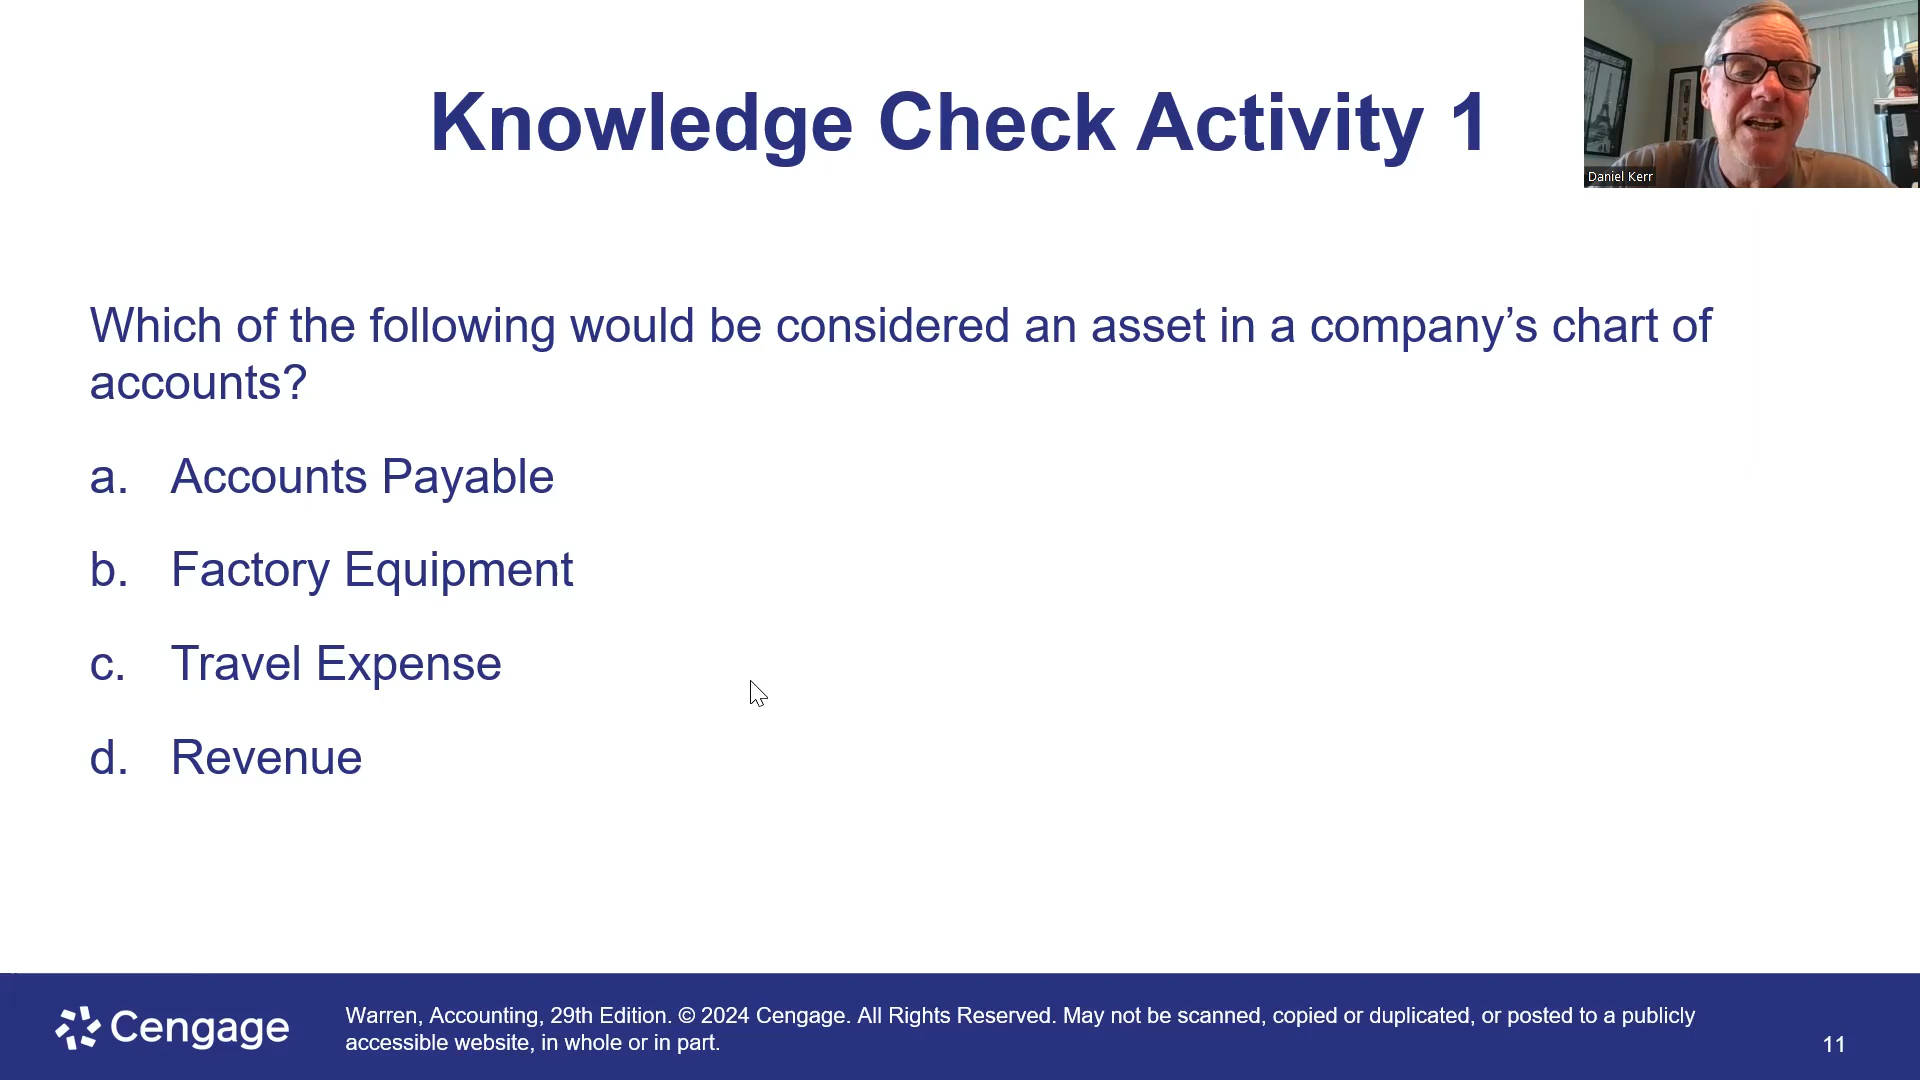 Knowledge Check Activity 1
Daniel Kerr
Which of the following would be considered an asset in a company’s chart of
accounts?
a. Accounts Payable
b. Factory Equipment
c. Travel Expense
d. Revenue
Cengage
Warren, Accounting, 29th Edition. © 2024 Cengage. All Rights Reserved. May not be scanned, copied or duplicated, or posted to a publicly
accessible website, in whole or in part.
11